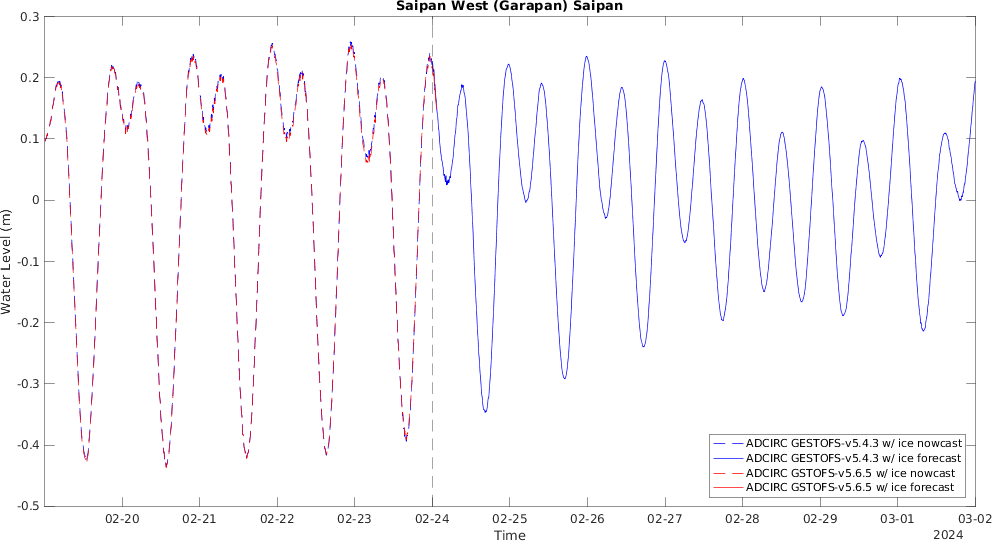 Saipan West (Garapan) Saipan
0.3
0.2
0.1
0
-0.1
-0.2
-0.3
-0.4
-0.5
Water Level (m)
02-20 02-21 02-22 02-23 02-24 02-25 02-26 02-27 02-28 02-29 03-01 03-02
Time
2024
ADCIRC GESTOFS-v5.4.3 w/ ice nowcast
ADCIRC GESTOFS-v5.4.3 w/ ice forecast
ADCIRC GSTOFS-v5.6.5 w/ ice nowcast
ADCIRC GSTOFS-v5.6.5 w/ ice forecast